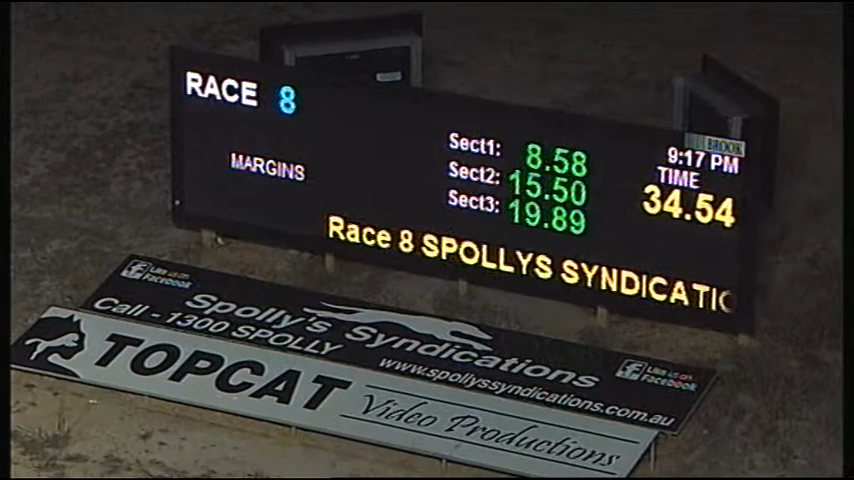 RACE 8
BROOK
9:17 PM
MARGINS
Sect1: 8.58
Sect2: 15.50
Sect3: 19.89
TIME
34.54
Race 8 SPOLLYS SYNDICATIO
Like us on
Facebook
Call - 1300 SPOLLY
Spolly's Syndications
www.spollyssyndications.com.au
Like us on
Facebook
TOPCAT
Video Productions